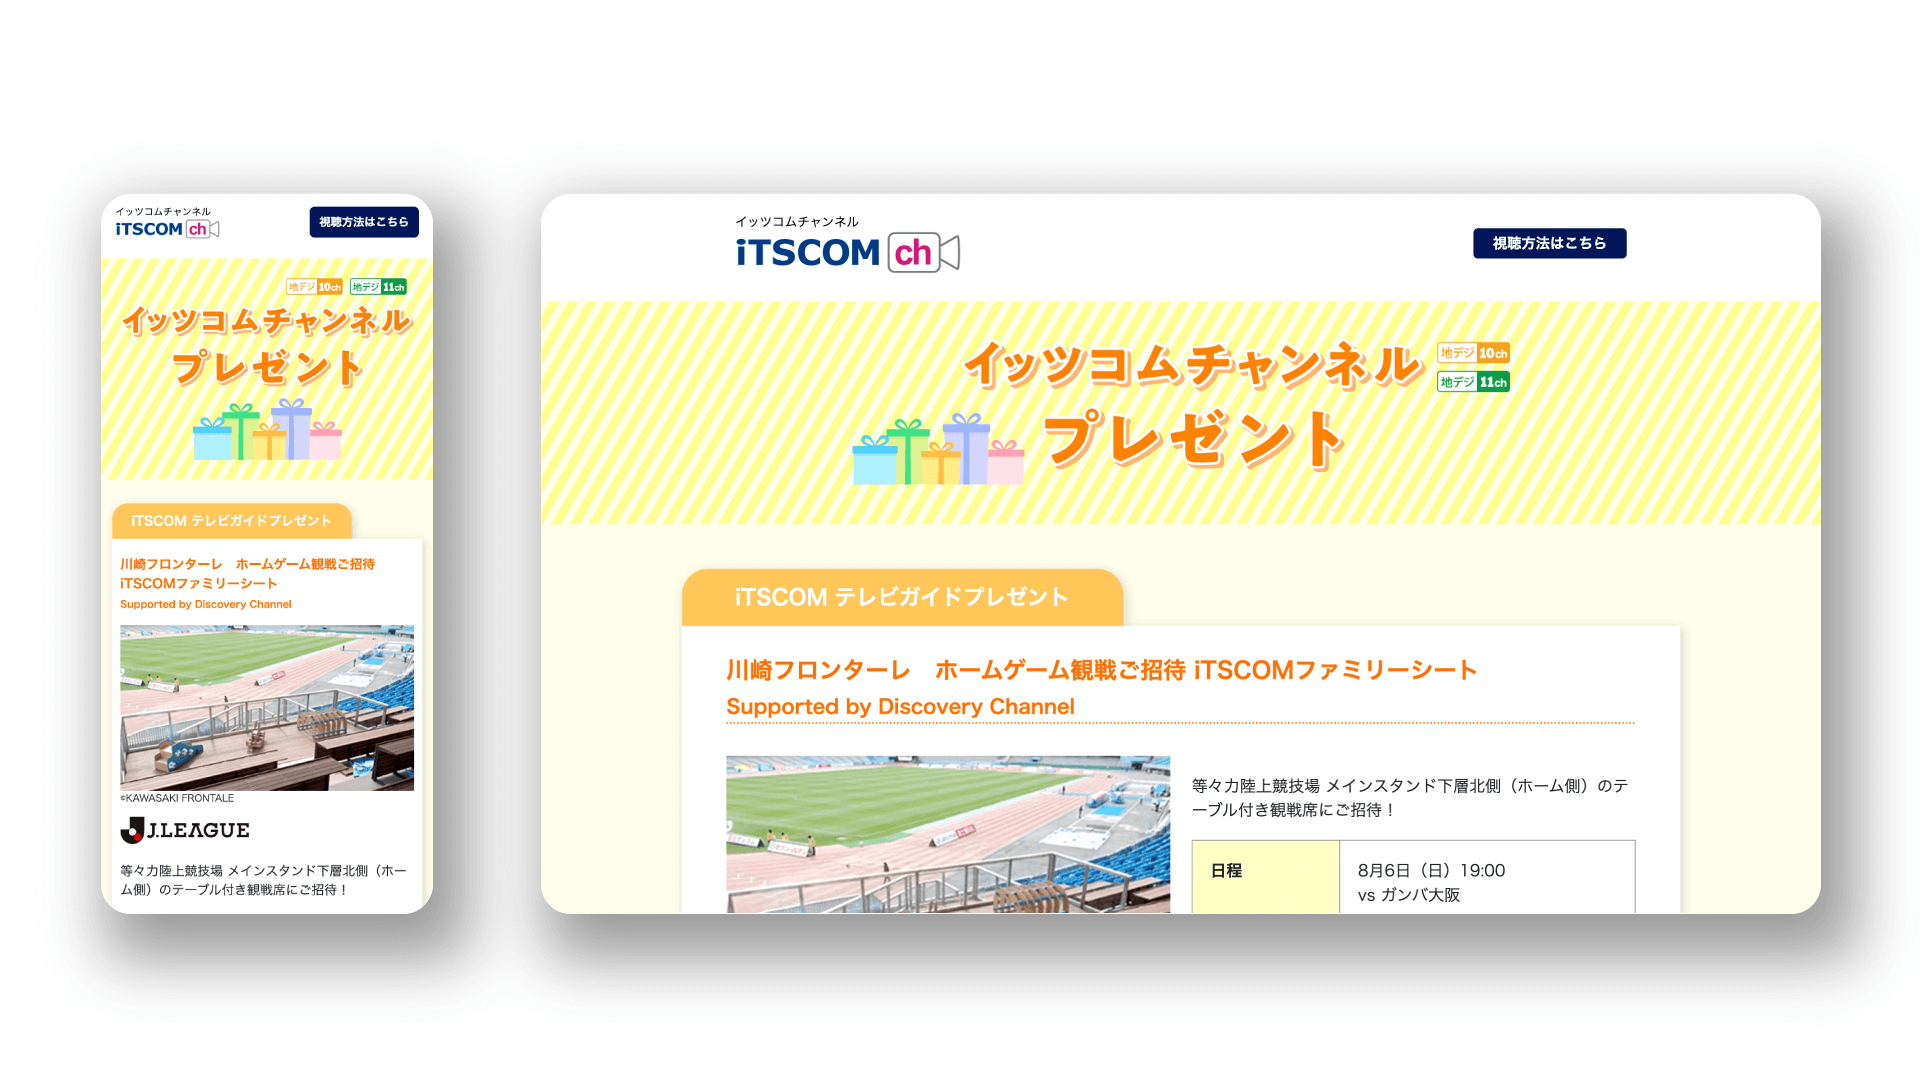 イッツコムチャンネル
iTSCOM ch
視聴方法はこちら
地デジ 10ch 地デジ 11ch
イッツコムチャンネル
プレゼント
iTSCOM テレビガイドプレゼント
川崎フロンターレ　ホームゲーム観戦ご招待
iTSCOMファミリーシート
Supported by Discovery Channel
©KAWASAKI FRONTALE
J.LEAGUE
等々力陸上競技場 メインスタンド下層北側（ホー
ム側）のテーブル付き観戦席にご招待！
イッツコムチャンネル
iTSCOM ch
視聴方法はこちら
イッツコムチャンネル
地デジ 10ch
地デジ 11ch
プレゼント
iTSCOM テレビガイドプレゼント
川崎フロンターレ　ホームゲーム観戦ご招待 iTSCOMファミリーシート
Supported by Discovery Channel
等々力陸上競技場 メインスタンド下層北側（ホーム側）のテ
ーブル付き観戦席にご招待！
日程
8月6日（日）19:00
vs ガンバ大阪